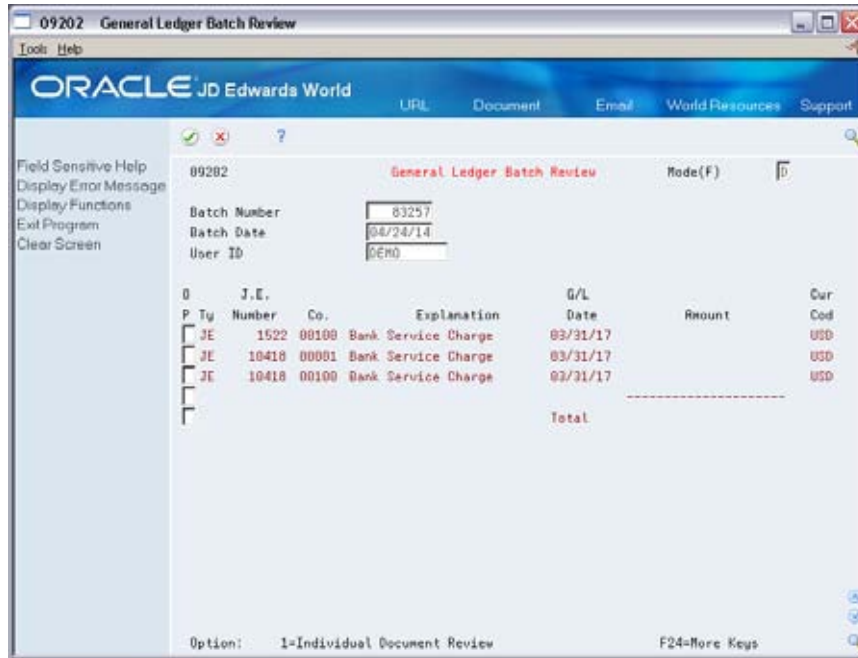 09202 General Ledger Batch Review
Tools Help
ORACLE JD Edwards World
URL Document Email World Resources Support
?
Field Sensitive Help
Display Error Message
Display Functions
Exit Program
Clear Screen
09202 General Ledger Batch Review Mode(F) D
Batch Number 83257
Batch Date 04/24/14
User ID DEMO
O J.E. G/L Cur
P Ty Number Co. Explanation Date Amount Cod
JE 1522 00100 Bank Service Charge 03/31/17 USD
JE 10418 00001 Bank Service Charge 03/31/17 USD
JE 10418 00100 Bank Service Charge 03/31/17 USD
--------------------
Total
Option: 1=Individual Document Review F24=More Keys